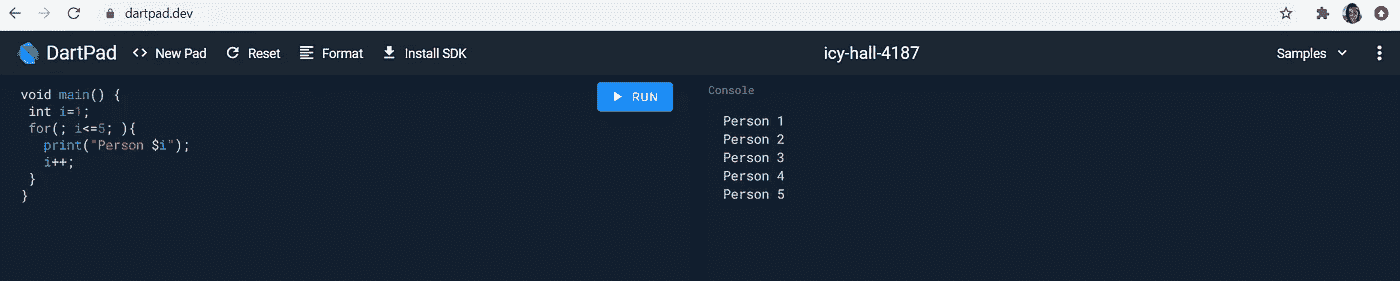 dartpad.dev
DartPad <> New Pad Reset Format Install SDK icy-hall-4187 Samples
void main() {
 int i=1;
 for(; i<=5; ){
   print("Person $i");
   i++;
 }
}
RUN
Console
Person 1
Person 2
Person 3
Person 4
Person 5